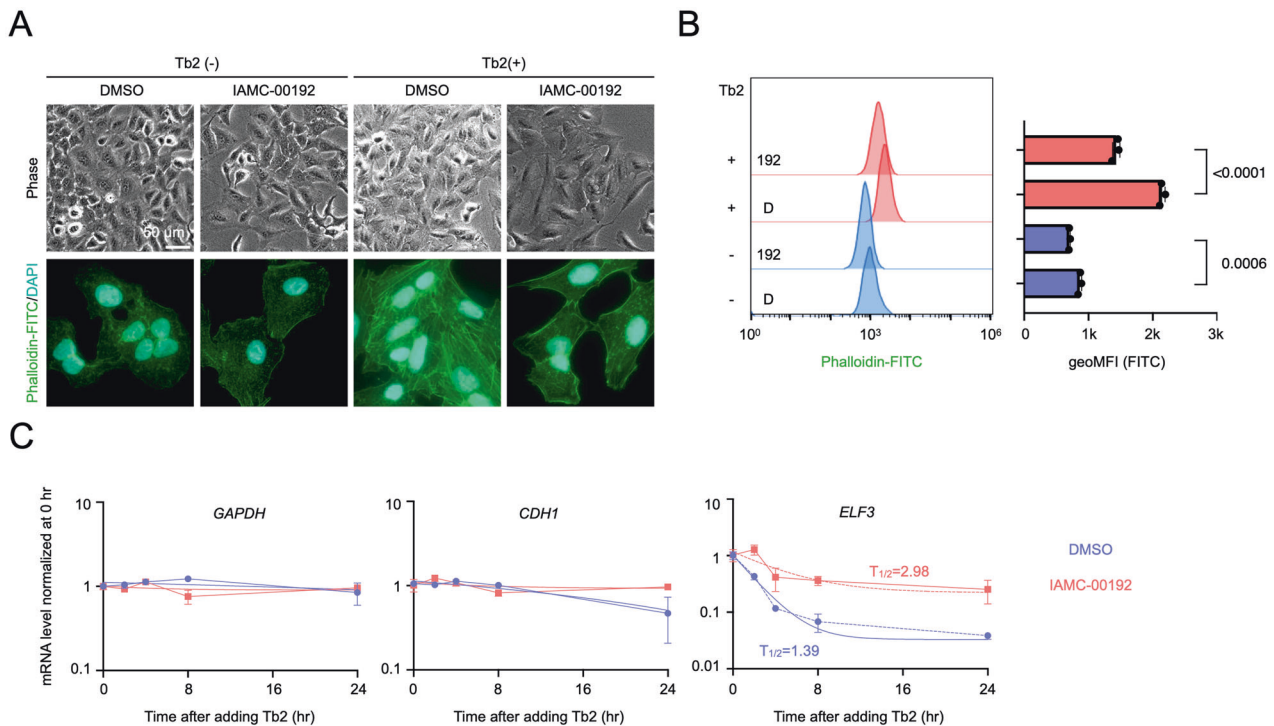 A
Tb2 (-)
Tb2(+)
DMSO
IAMC-00192
DMSO
IAMC-00192
Phase
50 μm
Phalloidin-FITC/DAPI
B
Tb2
+ 192
+ D
- 192
- D
10⁰ 10³ 10⁶
Phalloidin-FITC
<0.0001
0.0006
0 1k 2k 3k
geoMFI (FITC)
C
mRNA level normalized at 0 hr
GAPDH
10
1
0.1
0 8 16 24
Time after adding Tb2 (hr)
CDH1
10
1
0.1
0 8 16 24
Time after adding Tb2 (hr)
ELF3
10
1
0.1
0.01
T1/2=2.98
T1/2=1.39
0 8 16 24
Time after adding Tb2 (hr)
DMSO
IAMC-00192